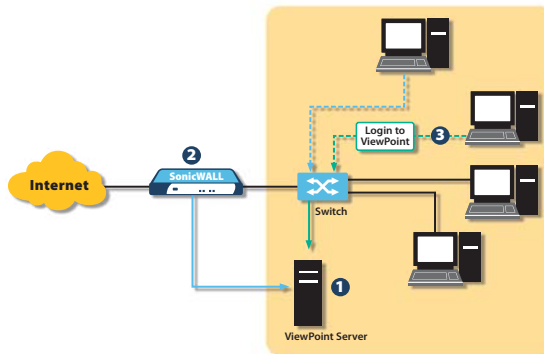 2
SonicWALL
Internet
Login to
ViewPoint
3
Switch
1
ViewPoint Server